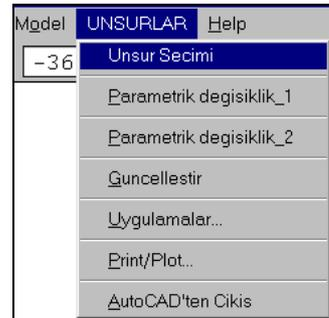 Model UNSURLAR Help
-36
Unsur Secimi
Parametrik degisiklik_1
Parametrik degisiklik_2
Guncellestir
Uygulamalar...
Print/Plot...
AutoCAD'ten Cikis